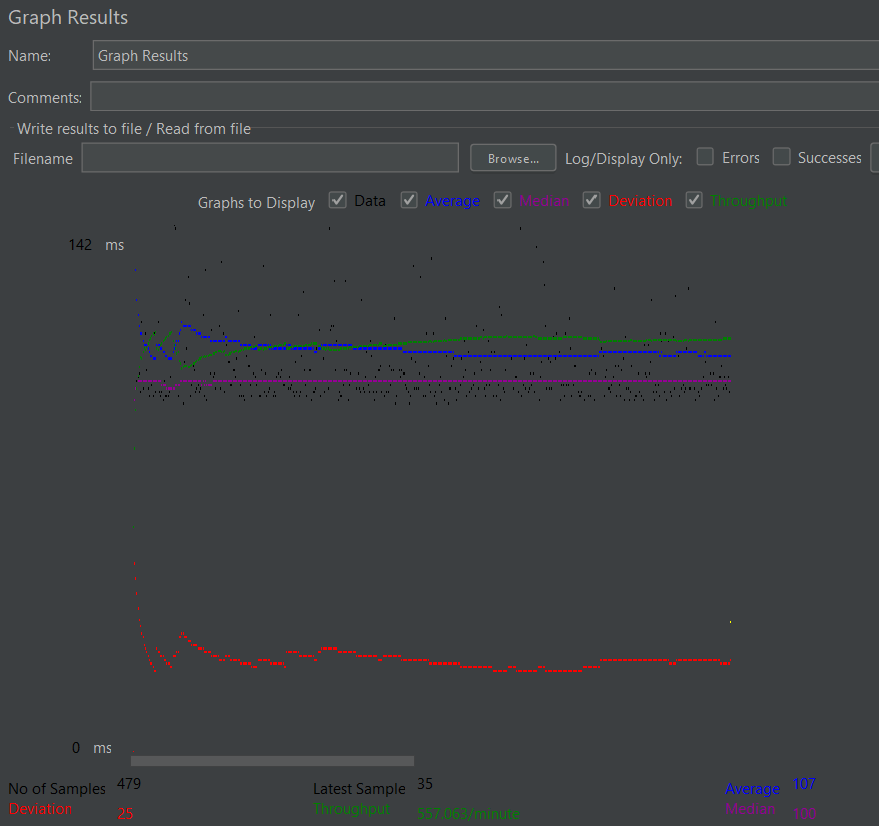 Graph Results
Name: Graph Results
Comments:
Write results to file / Read from file
Filename Browse... Log/Display Only: Errors Successes
Graphs to Display Data Average Median Deviation Throughput
142 ms
0 ms
No of Samples 479 Latest Sample 35 Average 107
Deviation 25 Throughput 557.063/minute Median 100